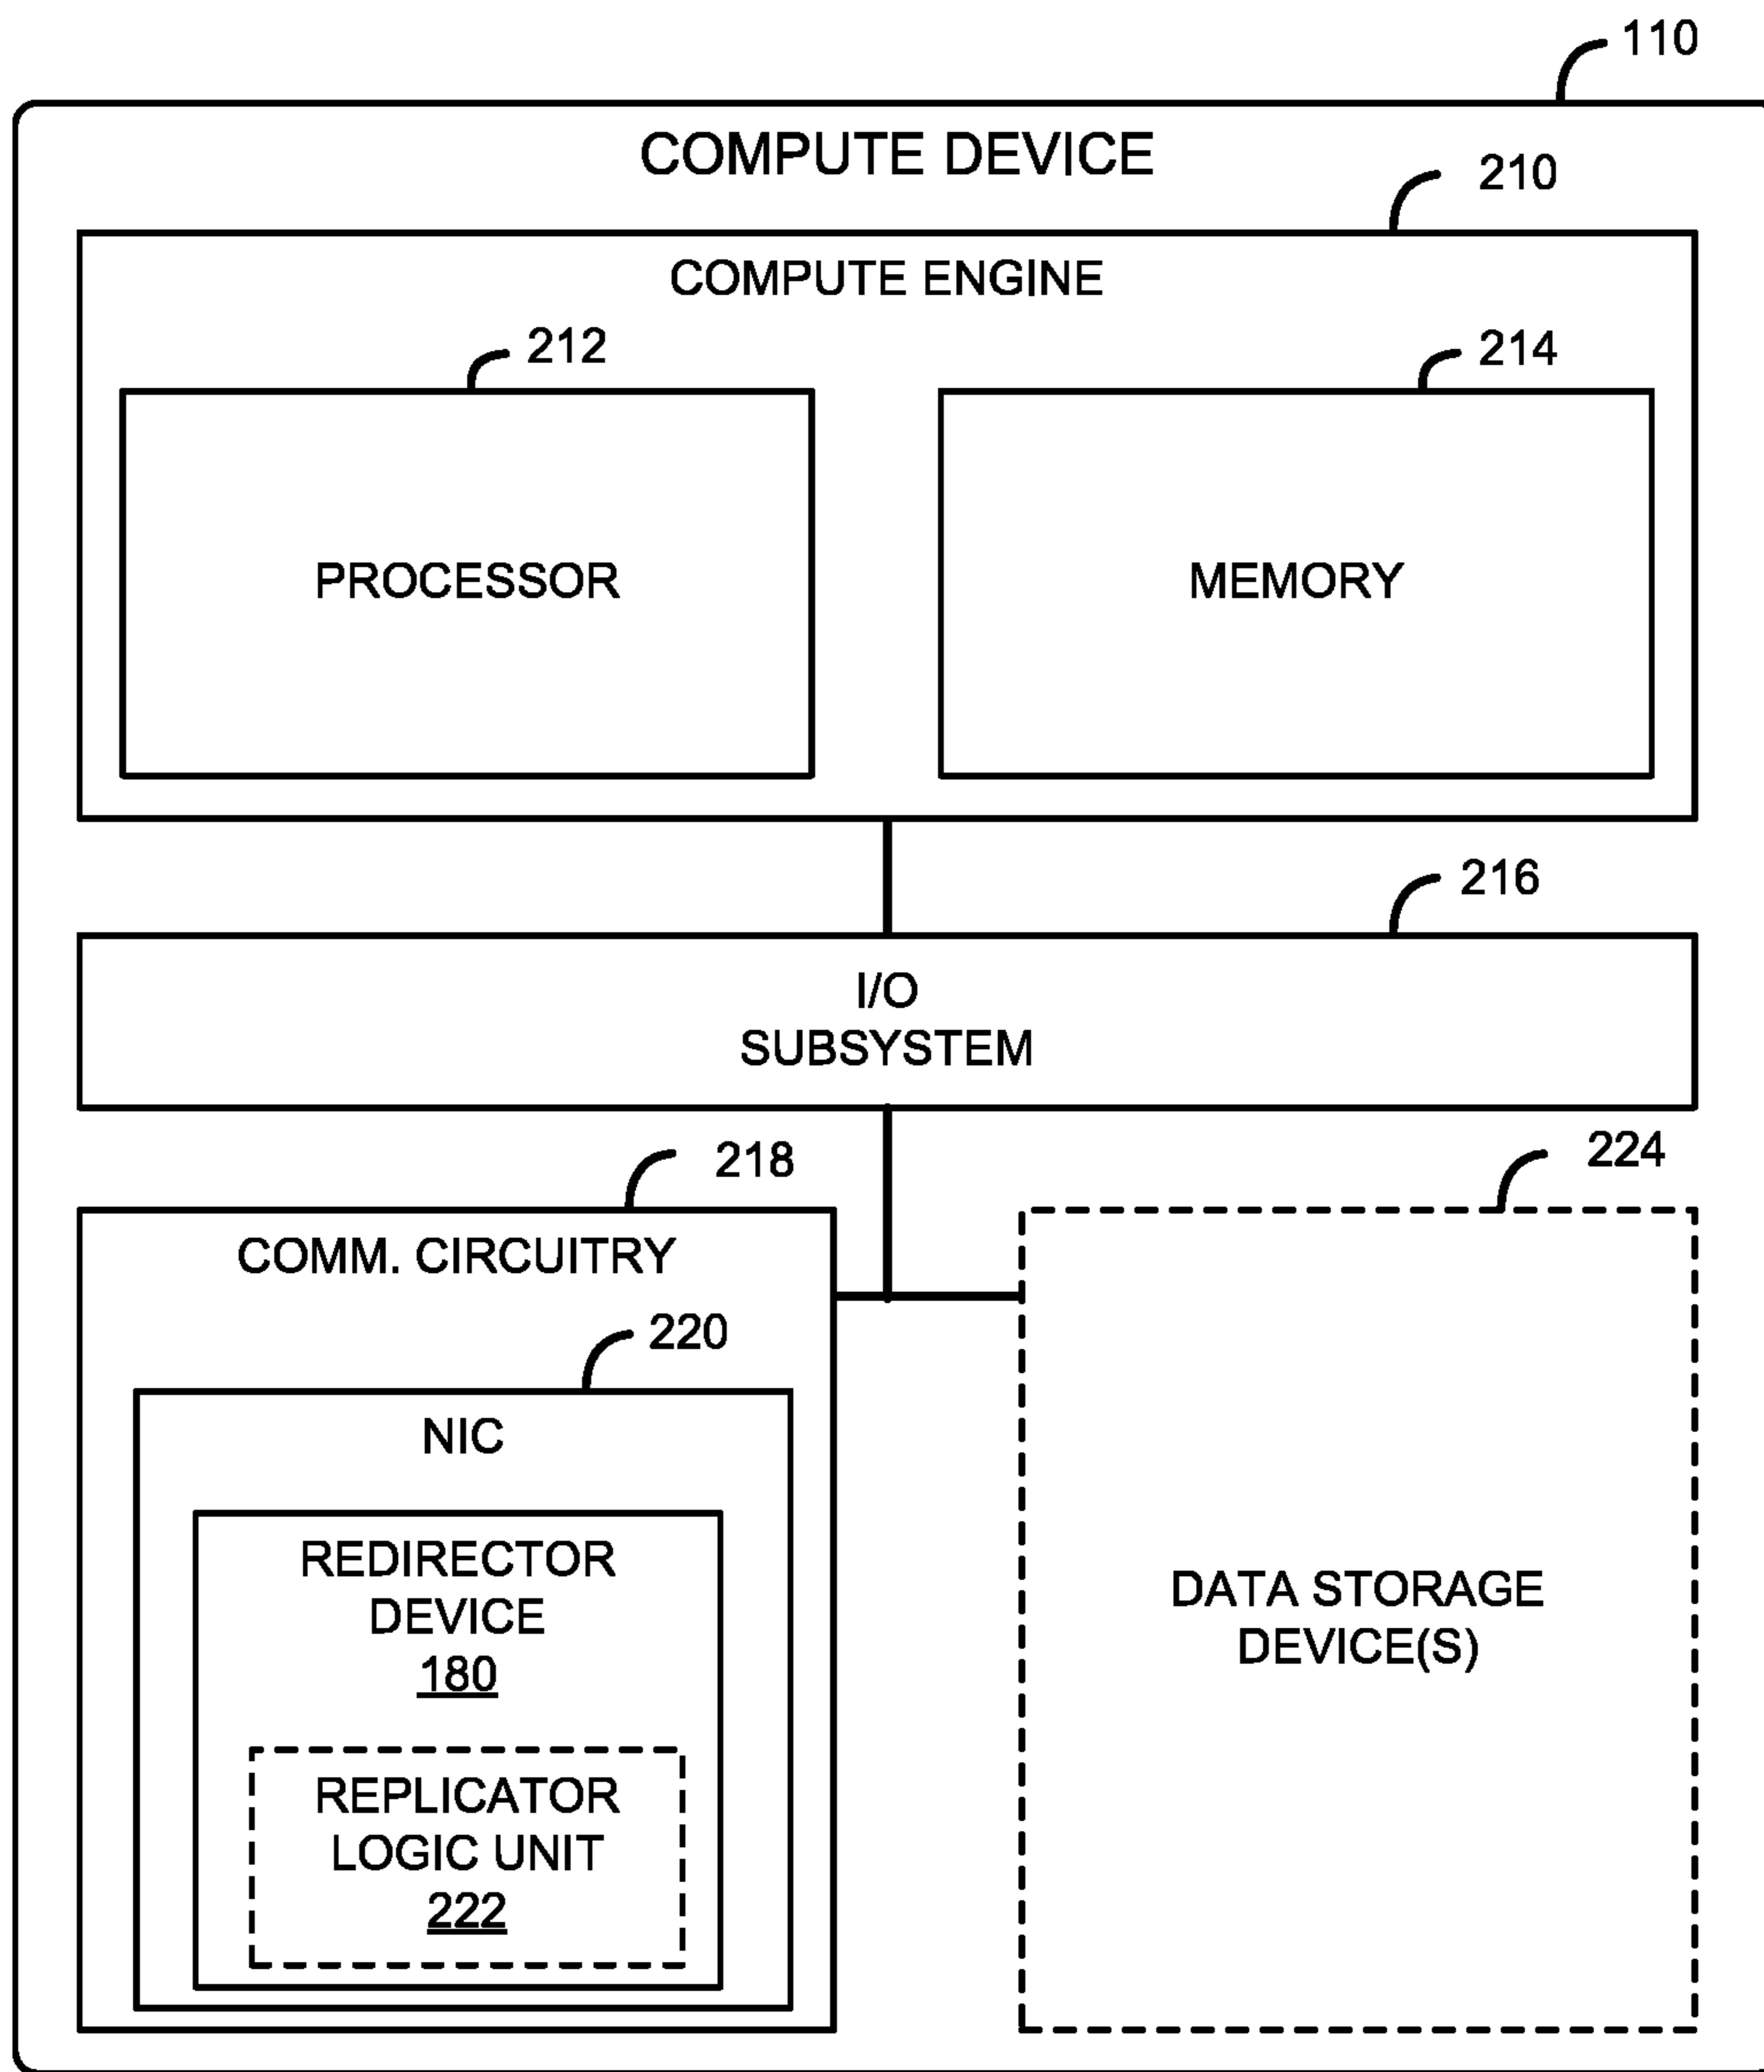 110
COMPUTE DEVICE
210
COMPUTE ENGINE
212
214
PROCESSOR
MEMORY
216
I/O
SUBSYSTEM
218
224
COMM. CIRCUITRY
220
NIC
REDIRECTOR
DEVICE
180
REPLICATOR
LOGIC UNIT
222
DATA STORAGE
DEVICE(S)